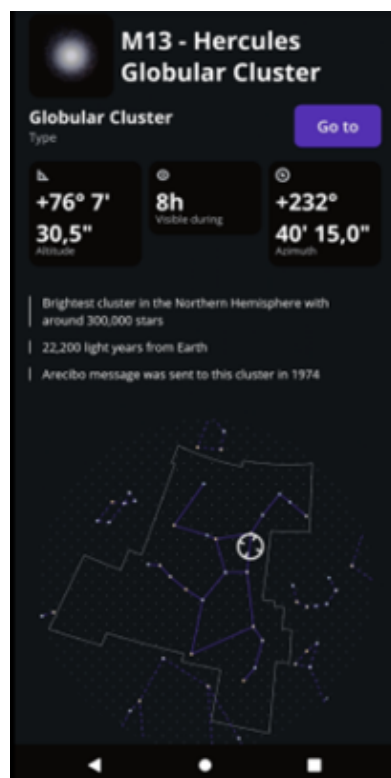 M13 - Hercules
Globular Cluster
Globular Cluster
Type
Go to
+76° 7'
30,5"
Altitude
8h
Visible during
+232°
40' 15,0"
Azimuth
Brightest cluster in the Northern Hemisphere with
around 300,000 stars
22,200 light years from Earth
Arecibo message was sent to this cluster in 1974